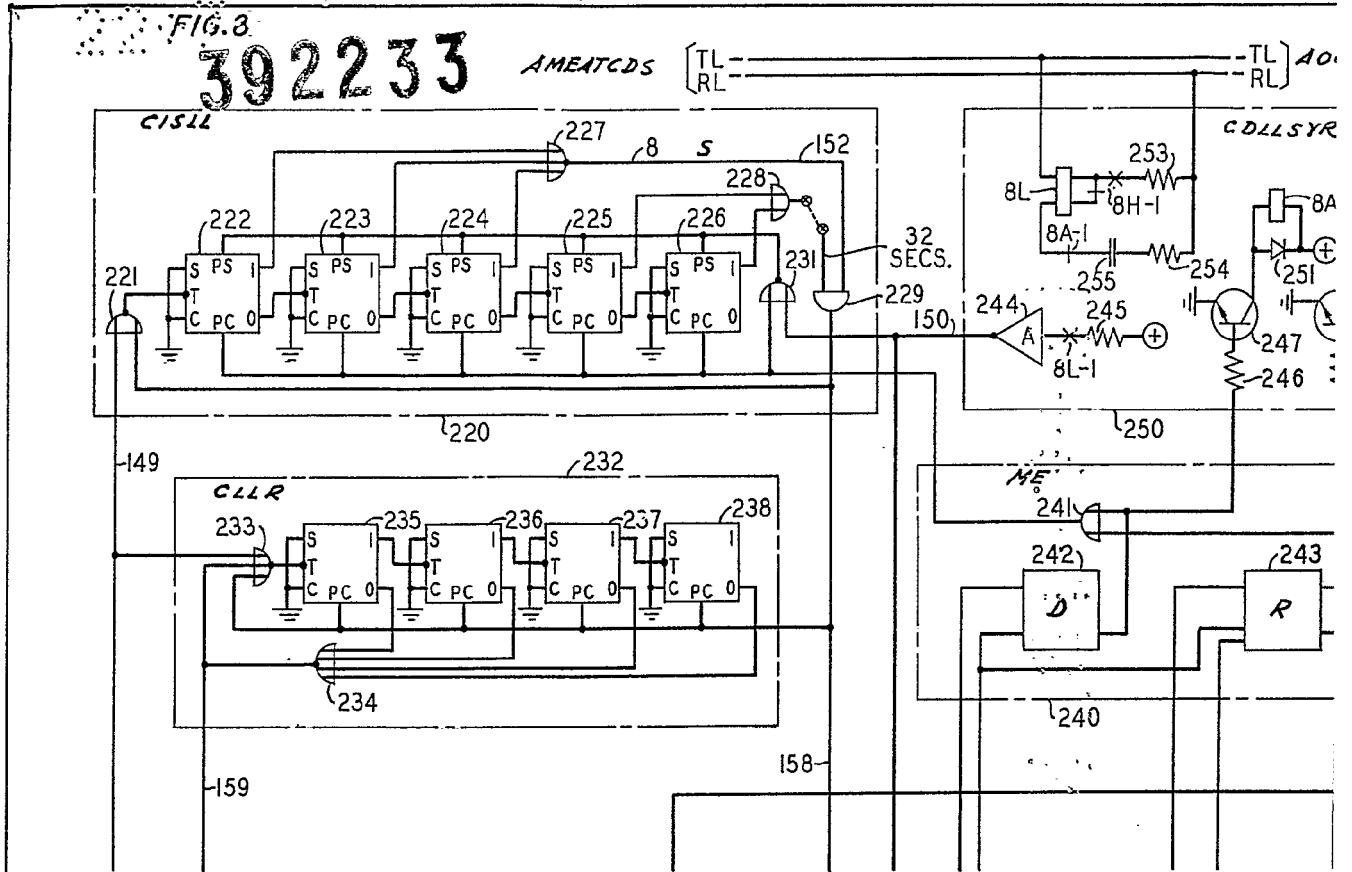 FIG.8
392233
AMEATCDS
TL TL
RL RL
CISLL
227
8 S 152
228
222 223 224 225 226
S PS 1 S PS 1 S PS 1 S PS 1 S PS 1
T T T T T
C PC 0 C PC 0 C PC 0 C PC 0 C PC 0
221
231
32
SECS.
229
220
CDLLSYR
253
8L
8H-1
8A
8A-1
255
254
251
244 245
150
A
8L-1
247
246
250
149
232
CLLR
233 235 236 237 238
S 1 S 1 S 1 S 1
T T T T
C PC 0 C PC 0 C PC 0 C PC 0
234
ME
241
242 243
D R
240
158
159